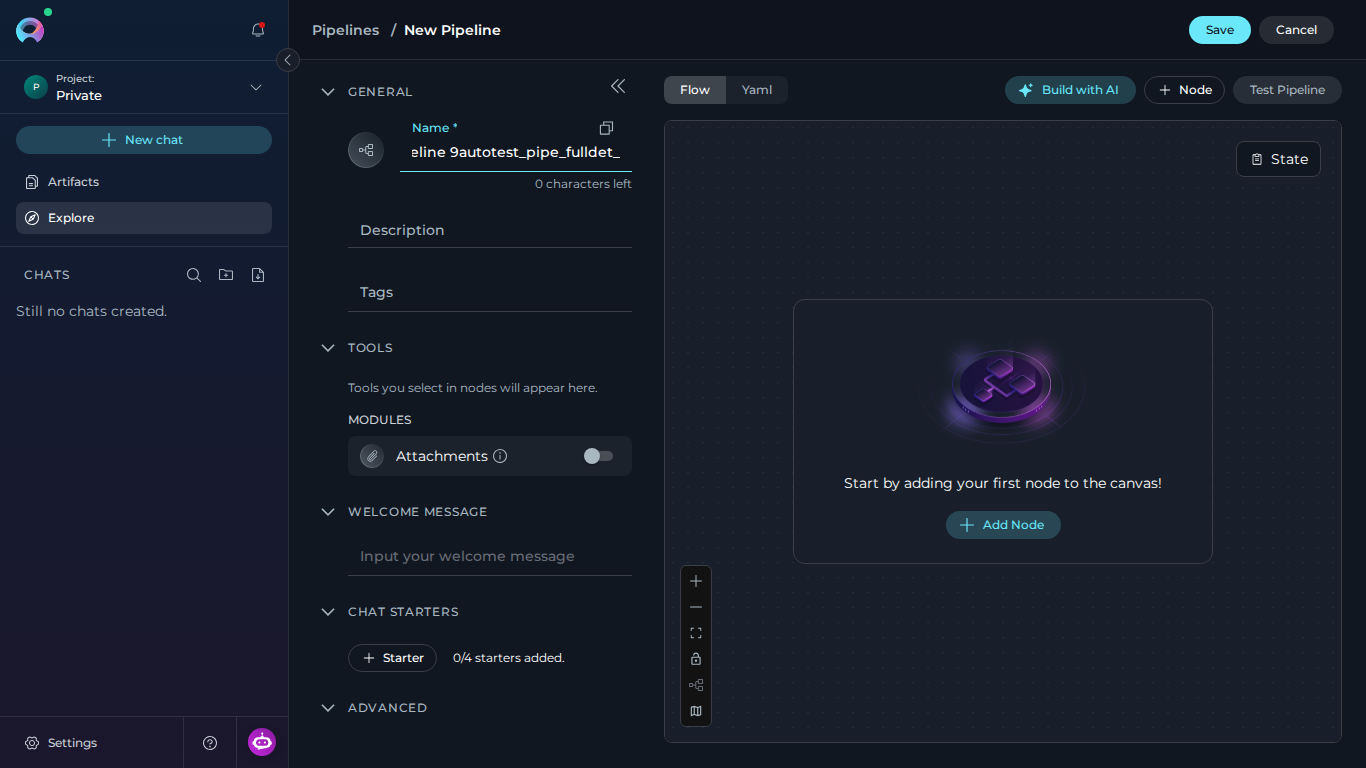 Pipelines / New Pipeline
Save
Cancel
Project:
P
Private
New chat
Artifacts
Explore
CHATS
Still no chats created.
Settings
GENERAL
Name *
eline 9autotest_pipe_fulldet_
0 characters left
Description
Tags
TOOLS
Tools you select in nodes will appear here.
MODULES
Attachments
WELCOME MESSAGE
Input your welcome message
CHAT STARTERS
Starter
0/4 starters added.
ADVANCED
Flow
Yaml
Build with AI
Node
Test Pipeline
State
Start by adding your first node to the canvas!
Add Node